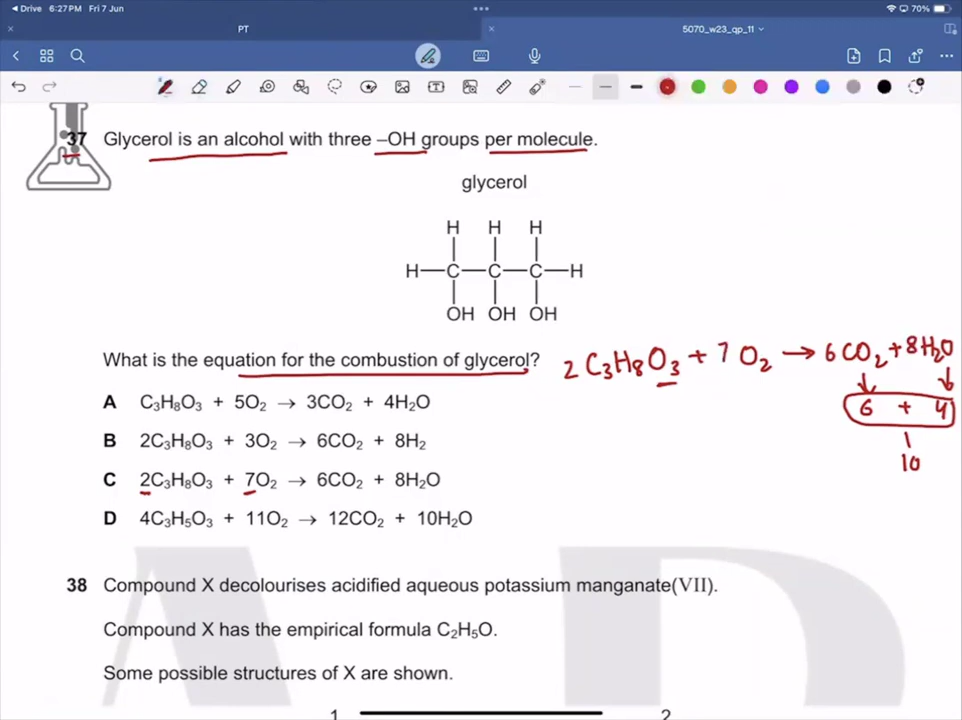 Drive 6:27PM Fri 7 Jun 70%
PT 5070_w23_qp_11
37 Glycerol is an alcohol with three –OH groups per molecule.
glycerol
H H H
H—C—C—C—H
OH OH OH
What is the equation for the combustion of glycerol?
2 C₃H₈O₃ + 7 O₂ → 6 CO₂ + 8H₂O
A C₃H₈O₃ + 5O₂ → 3CO₂ + 4H₂O
6 + 4
B 2C₃H₈O₃ + 3O₂ → 6CO₂ + 8H₂
10
C 2C₃H₈O₃ + 7O₂ → 6CO₂ + 8H₂O
D 4C₃H₅O₃ + 11O₂ → 12CO₂ + 10H₂O
38 Compound X decolourises acidified aqueous potassium manganate(VII).
Compound X has the empirical formula C₂H₅O.
Some possible structures of X are shown.
1 2